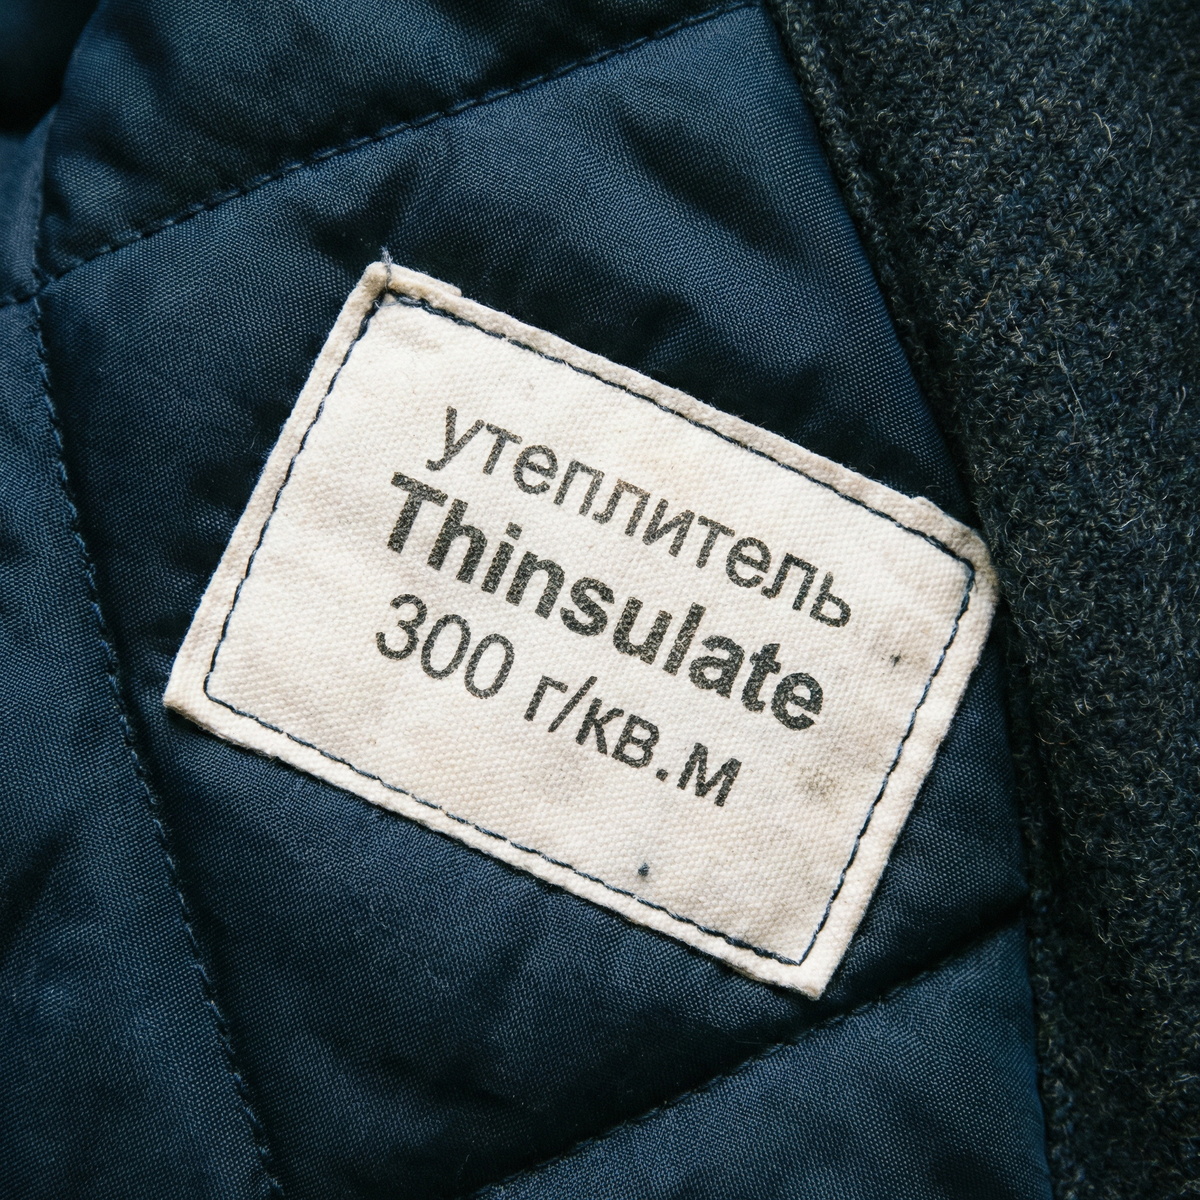 утеплитель
Thinsulate
300 г/кв.м